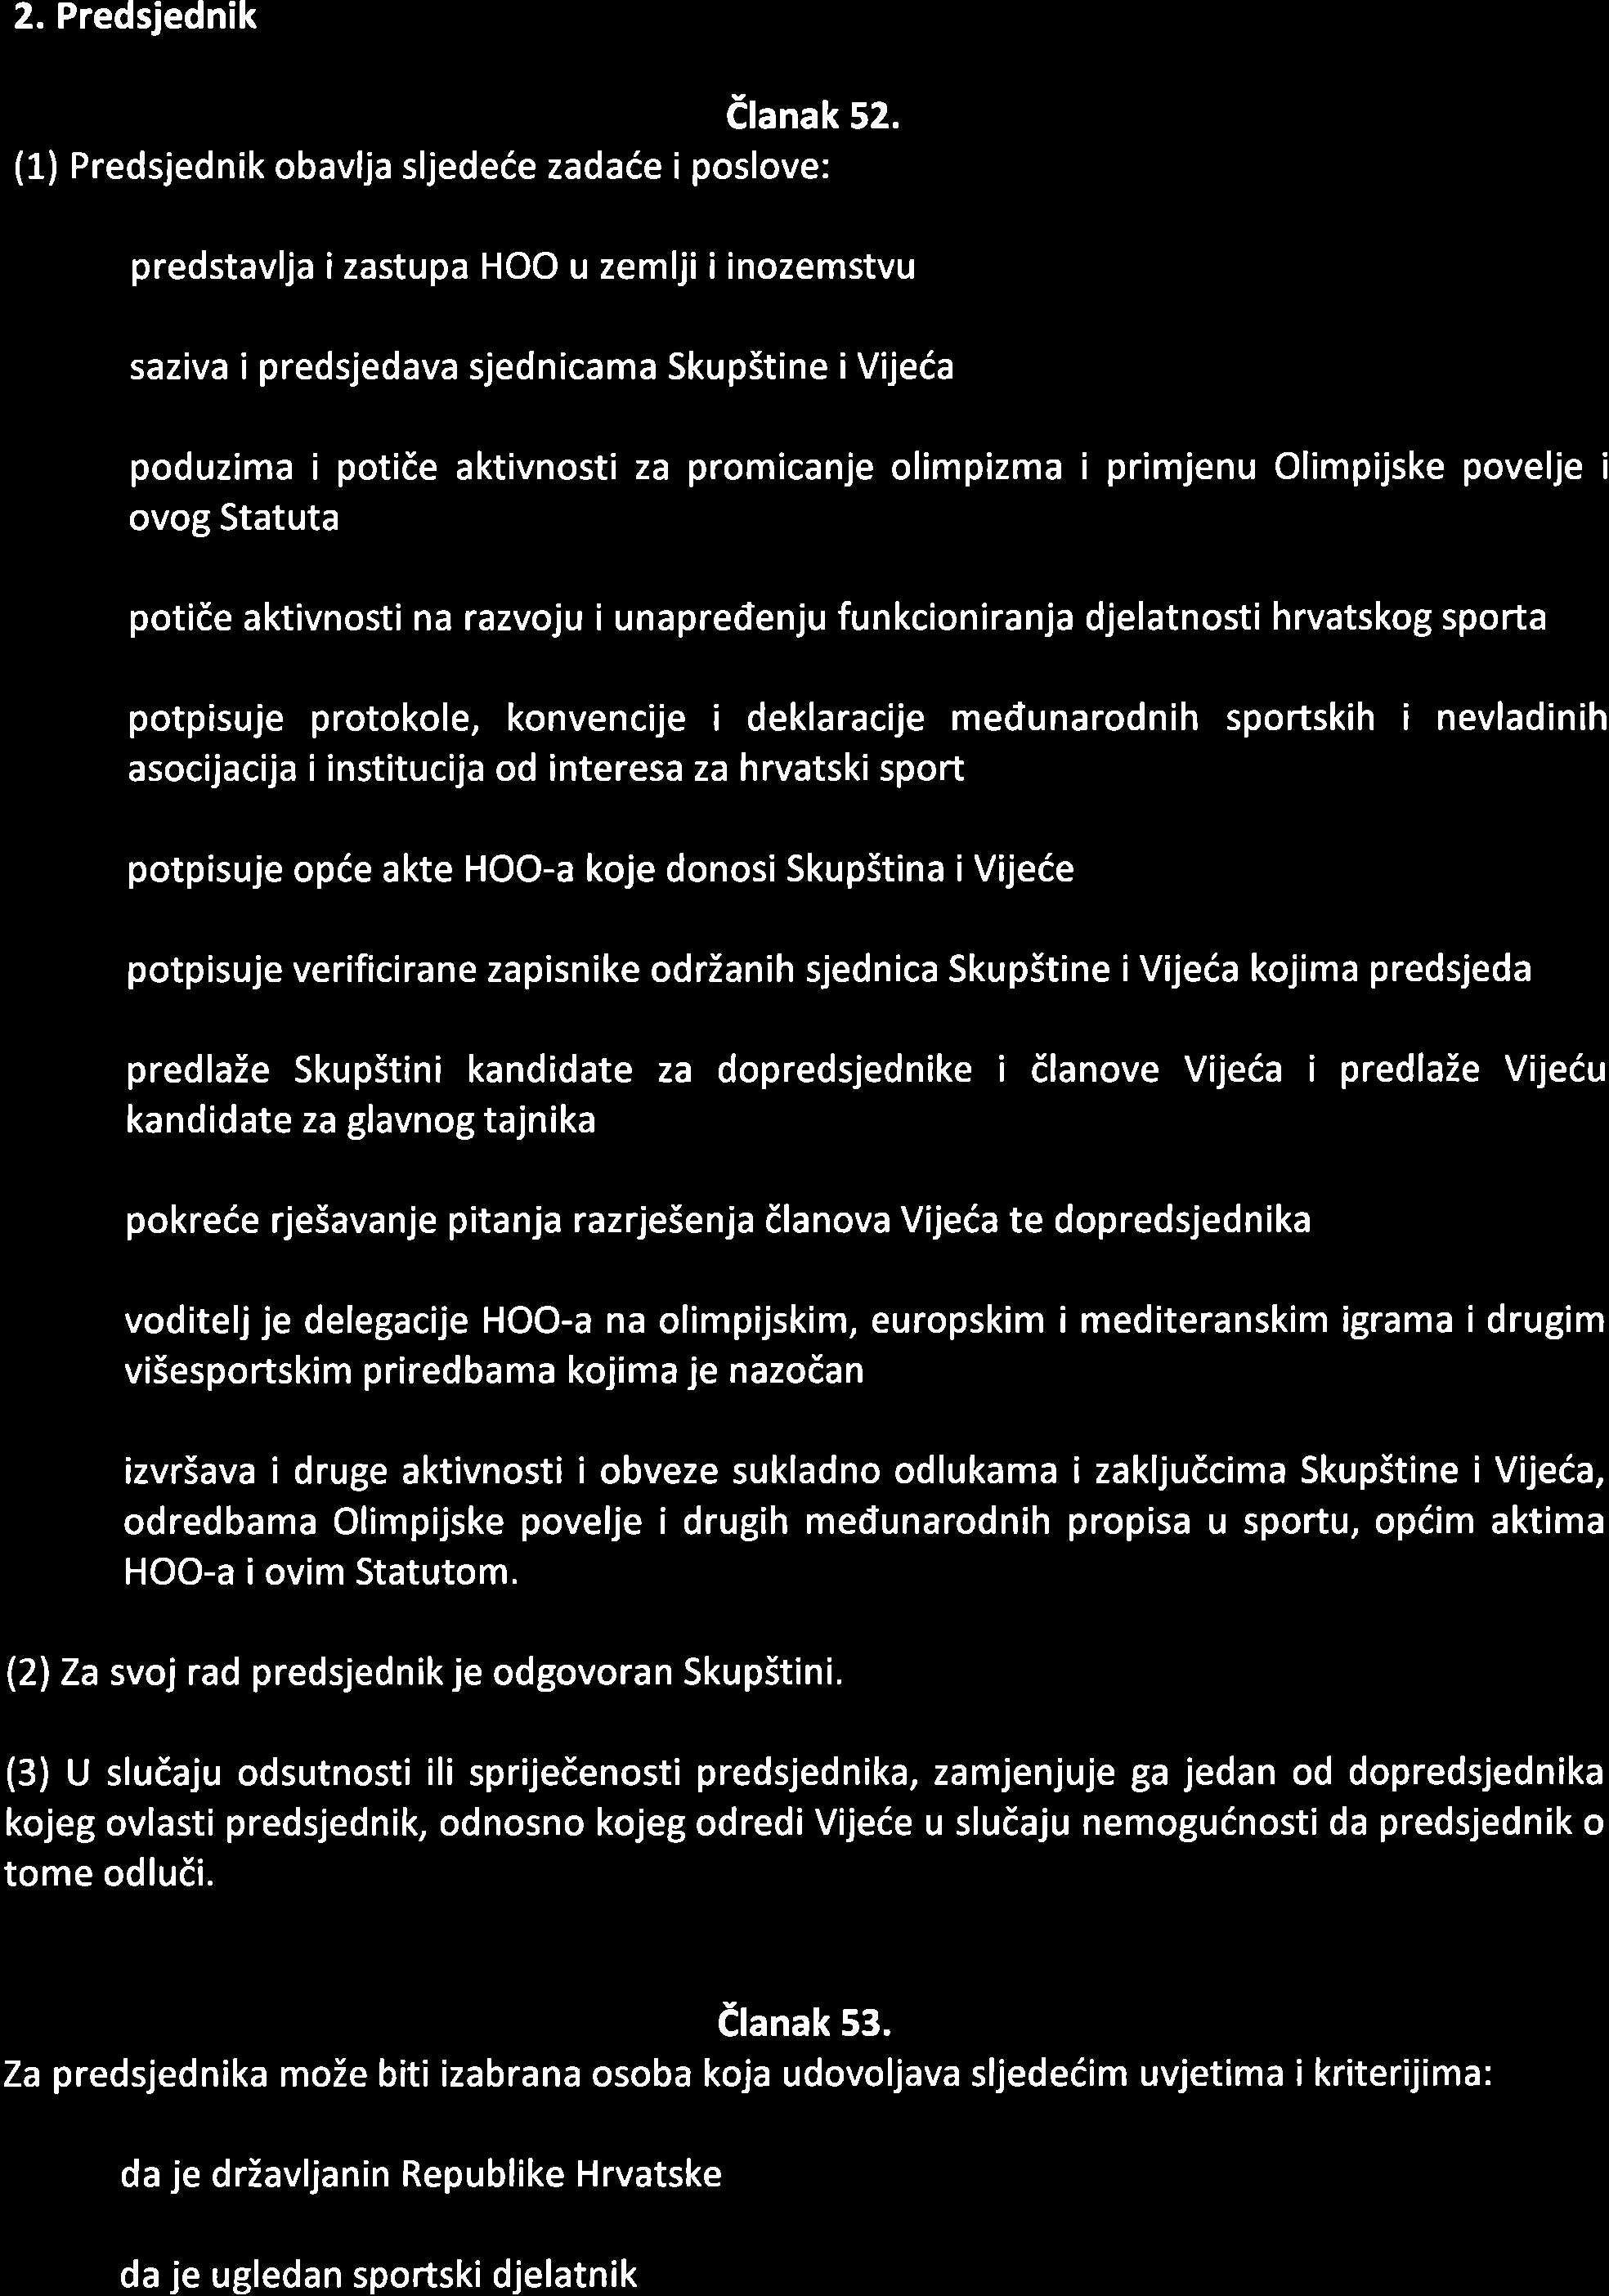 2. Predsjednik
Članak 52.
(1) Predsjednik obavlja sljedeće zadaće i poslove:
predstavlja i zastupa HOO u zemlji i inozemstvu
saziva i predsjedava sjednicama Skupštine i Vijeća
poduzima i potiče aktivnosti za promicanje olimpizma i primjenu Olimpijske povelje i
ovog Statuta
potiče aktivnosti na razvoju i unapređenju funkcioniranja djelatnosti hrvatskog sporta
potpisuje protokole, konvencije i deklaracije međunarodnih sportskih i nevladinih
asocijacija i institucija od interesa za hrvatski sport
potpisuje opće akte HOO-a koje donosi Skupština i Vijeće
potpisuje verificirane zapisnike održanih sjednica Skupštine i Vijeća kojima predsjeda
predlaže Skupštini kandidate za dopredsjednike i članove Vijeća i predlaže Vijeću
kandidate za glavnog tajnika
pokreće rješavanje pitanja razrješenja članova Vijeća te dopredsjednika
voditelj je delegacije HOO-a na olimpijskim, europskim i mediteranskim igrama i drugim
višesportskim priredbama kojima je nazočan
izvršava i druge aktivnosti i obveze sukladno odlukama i zaključcima Skupštine i Vijeća,
odredbama Olimpijske povelje i drugih međunarodnih propisa u sportu, općim aktima
HOO-a i ovim Statutom.
(2) Za svoj rad predsjednik je odgovoran Skupštini.
(3) U slučaju odsutnosti ili spriječenosti predsjednika, zamjenjuje ga jedan od dopredsjednika
kojeg ovlasti predsjednik, odnosno kojeg odredi Vijeće u slučaju nemogućnosti da predsjednik o
tome odluči.
Članak 53.
Za predsjednika može biti izabrana osoba koja udovoljava sljedećim uvjetima i kriterijima:
da je državljanin Republike Hrvatske
da je ugledan sportski djelatnik